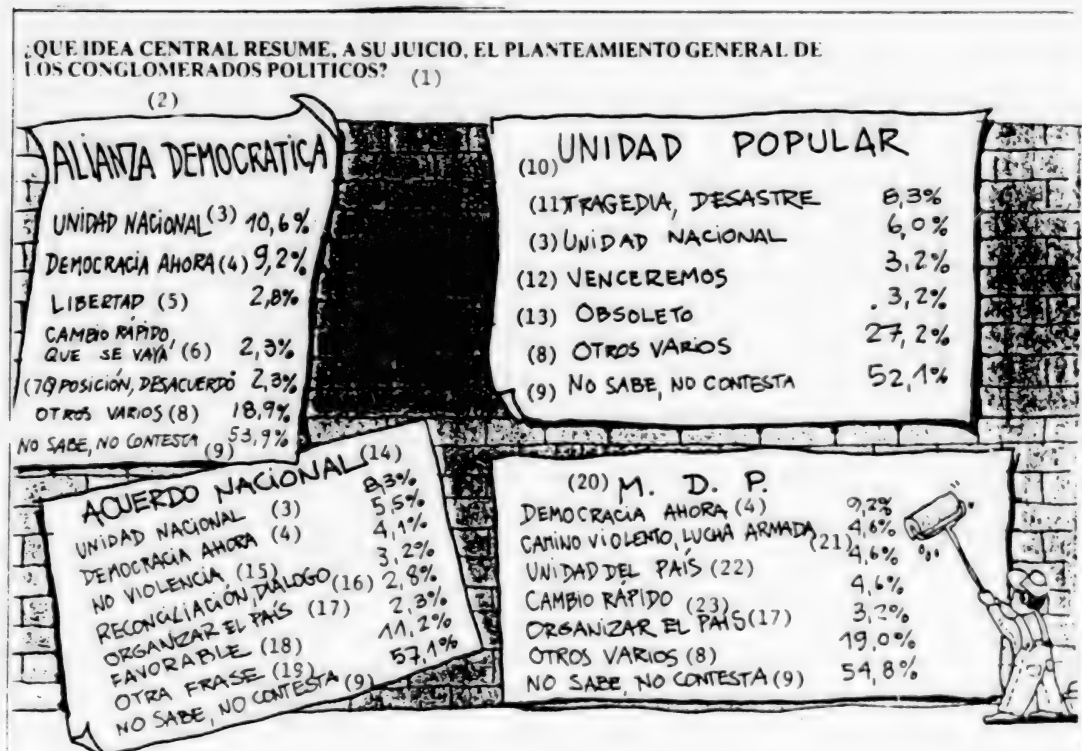 ¿QUE IDEA CENTRAL RESUME, A SU JUICIO, EL PLANTEAMIENTO GENERAL DE
LOS CONGLOMERADOS POLITICOS? (1)
(2)
ALIANZA DEMOCRATICA
UNIDAD NACIONAL (3) 10,6%
DEMOCRACIA AHORA (4) 9,2%
LIBERTAD (5) 2,8%
CAMBIO RÁPIDO,
QUE SE VAYA (6) 2,3%
(7) OPOSICIÓN, DESACUERDO 2,3%
OTROS VARIOS (8) 18,9%
NO SABE, NO CONTESTA (9) 53,9%
(10) UNIDAD POPULAR
(11) TRAGEDIA, DESASTRE 8,3%
(3) UNIDAD NACIONAL 6,0%
(12) VENCEREMOS 3,2%
(13) OBSOLETO 3,2%
(8) OTROS VARIOS 27,2%
(9) NO SABE, NO CONTESTA 52,1%
ACUERDO NACIONAL (14)
UNIDAD NACIONAL (3) 8,3%
DEMOCRACIA AHORA (4) 5,5%
NO VIOLENCIA (15) 4,1%
RECONCILIACIÓN, DIÁLOGO (16) 3,2%
ORGANIZAR EL PAÍS (17) 2,8%
FAVORABLE (18) 2,3%
OTRA FRASE (19) 11,2%
NO SABE, NO CONTESTA (9) 57,1%
(20) M. D. P.
DEMOCRACIA AHORA (4) 9,2%
CAMINO VIOLENTO, LUCHA ARMADA (21) 4,6%
UNIDAD DEL PAÍS (22) 4,6%
CAMBIO RÁPIDO (23) 4,6%
ORGANIZAR EL PAÍS (17) 3,2%
OTROS VARIOS (8) 19,0%
NO SABE, NO CONTESTA (9) 54,8%